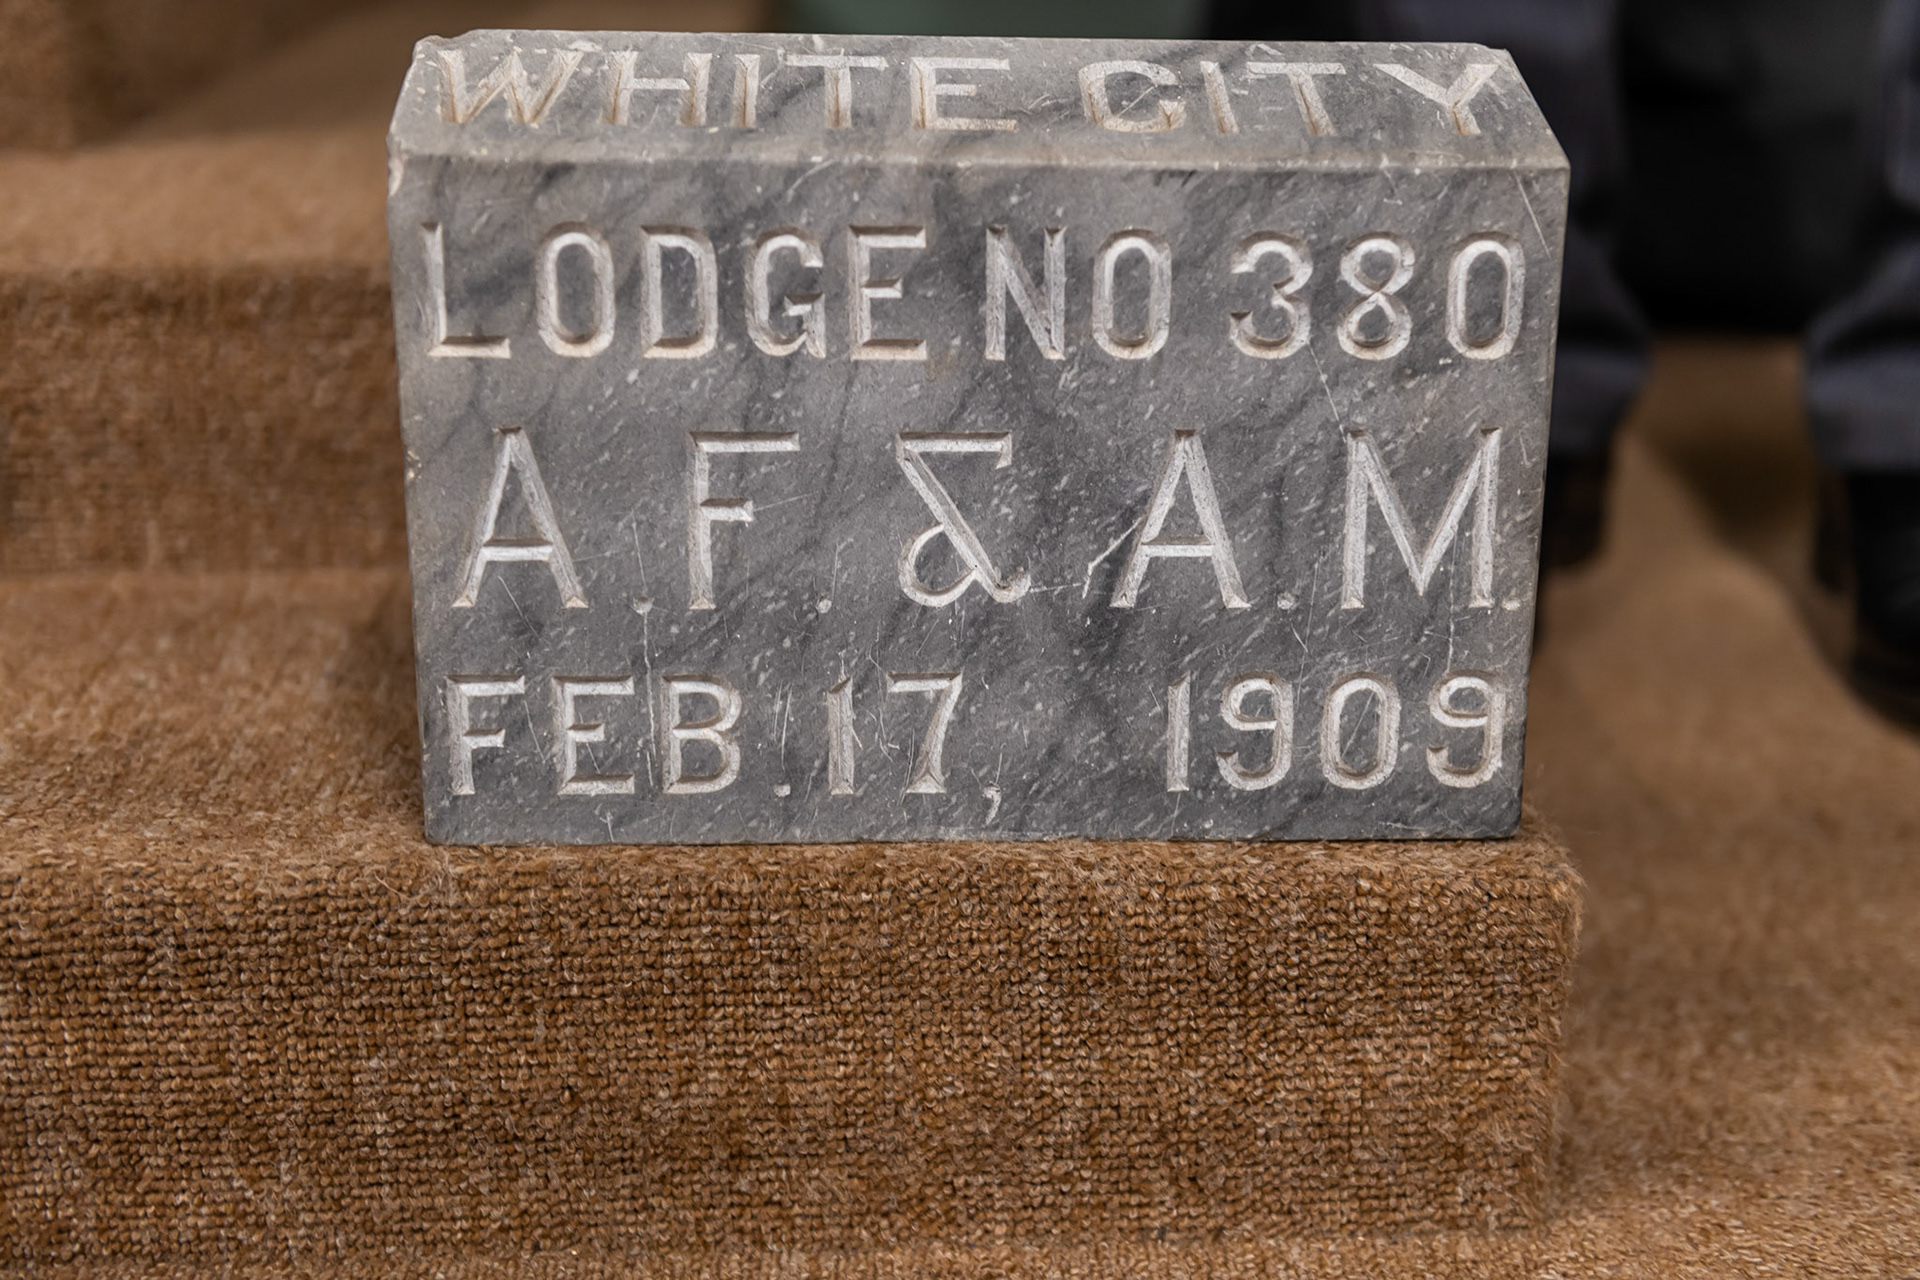 WHITE CITY
LODGE NO 380
A.F. & A.M.
FEB.17, 1909